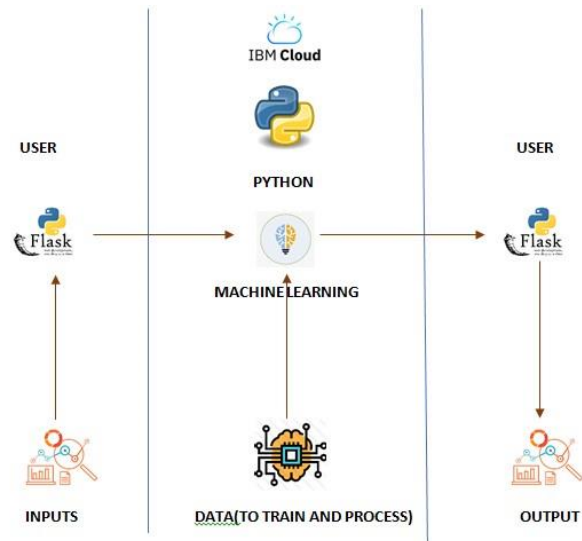 IBM Cloud
USER
USER
PYTHON
Flask
Flask
MACHINE LEARNING
INPUTS
DATA(TO TRAIN AND PROCESS)
OUTPUT